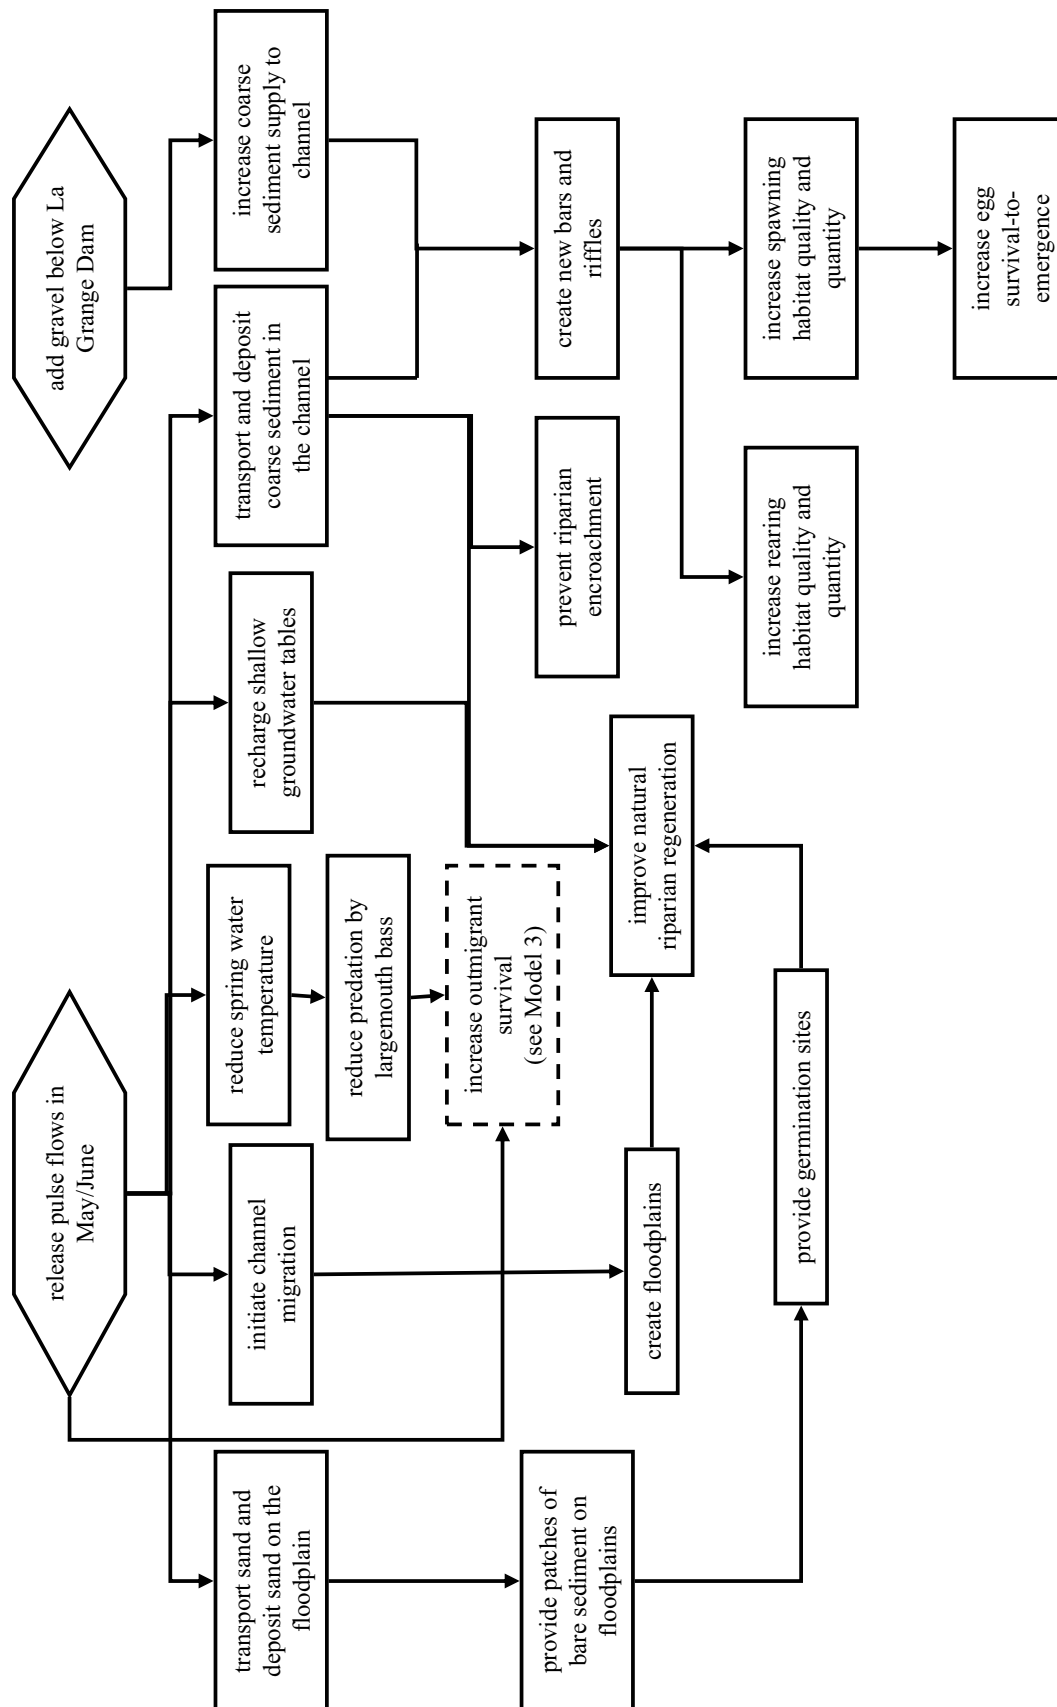 release pulse flows in
May/June
add gravel below La
Grange Dam
transport sand and
deposit sand on the
floodplain
initiate channel
migration
reduce spring water
temperature
recharge shallow
groundwater tables
transport and deposit
coarse sediment in
the channel
increase coarse
sediment supply to
channel
reduce predation by
largemouth bass
increase outmigrant
survival
(see Model 3)
provide patches of
bare sediment on
floodplains
prevent riparian
encroachment
create new bars and
riffles
create floodplains
improve natural
riparian regeneration
increase rearing
habitat quality and
quantity
increase spawning
habitat quality and
quantity
provide germination sites
increase egg
survival-to-
emergence